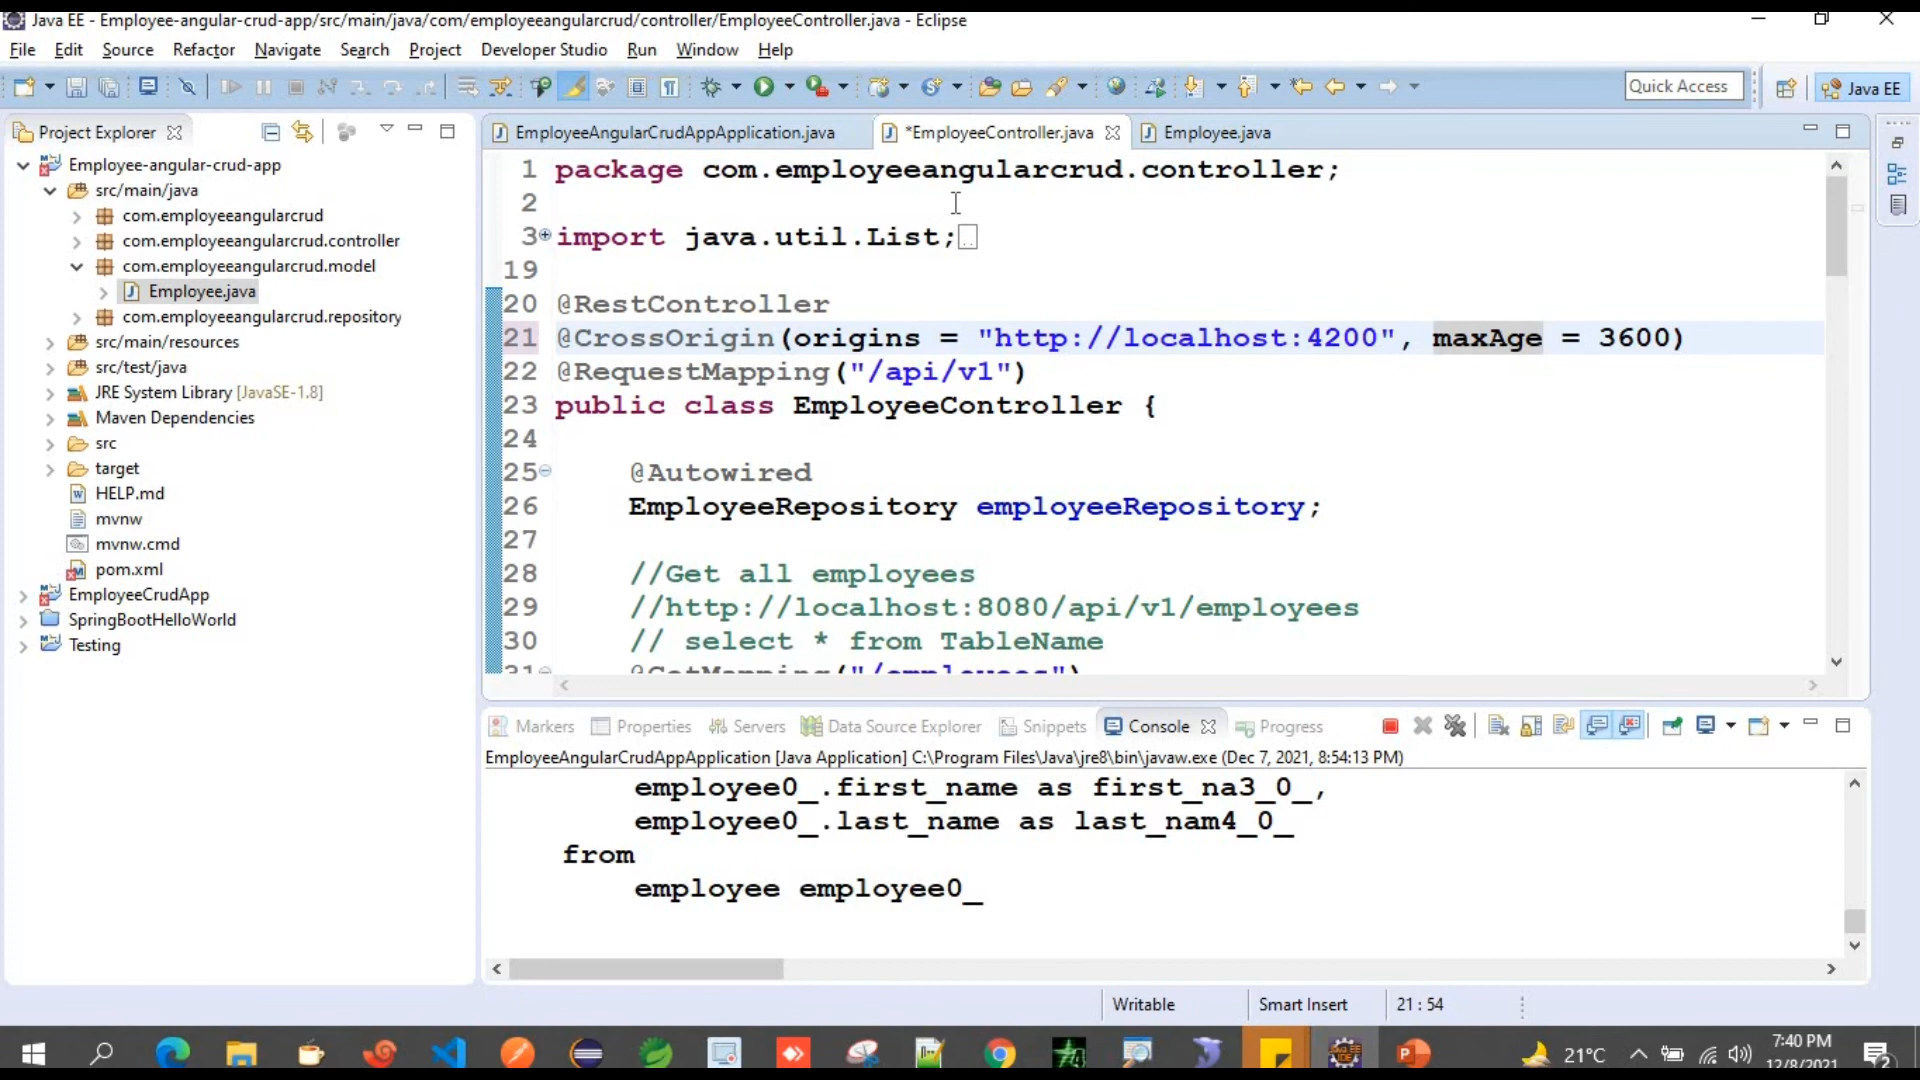 Java EE - Employee-angular-crud-app/src/main/java/com/employeeangularcrud/controller/EmployeeController.java - Eclipse
File Edit Source Refactor Navigate Search Project Developer Studio Run Window Help
Quick Access
Java EE
Project Explorer
Employee-angular-crud-app
src/main/java
com.employeeangularcrud
com.employeeangularcrud.controller
com.employeeangularcrud.model
Employee.java
com.employeeangularcrud.repository
src/main/resources
src/test/java
JRE System Library [JavaSE-1.8]
Maven Dependencies
src
target
HELP.md
mvnw
mvnw.cmd
pom.xml
EmployeeCrudApp
SpringBootHelloWorld
Testing
EmployeeAngularCrudAppApplication.java *EmployeeController.java Employee.java
1 package com.employeeangularcrud.controller;
2
3 import java.util.List;
19
20 @RestController
21 @CrossOrigin(origins = "http://localhost:4200", maxAge = 3600)
22 @RequestMapping("/api/v1")
23 public class EmployeeController {
24
25 @Autowired
26 EmployeeRepository employeeRepository;
27
28 //Get all employees
29 //http://localhost:8080/api/v1/employees
30 // select * from TableName
31 @GetMapping("/employees")
Markers Properties Servers Data Source Explorer Snippets Console Progress
EmployeeAngularCrudAppApplication [Java Application] C:\Program Files\Java\jre8\bin\javaw.exe (Dec 7, 2021, 8:54:13 PM)
employee0_.first_name as first_na3_0_,
employee0_.last_name as last_nam4_0_
from
employee employee0_
Writable Smart Insert 21 : 54
21°C
7:40 PM
12/8/2021
2